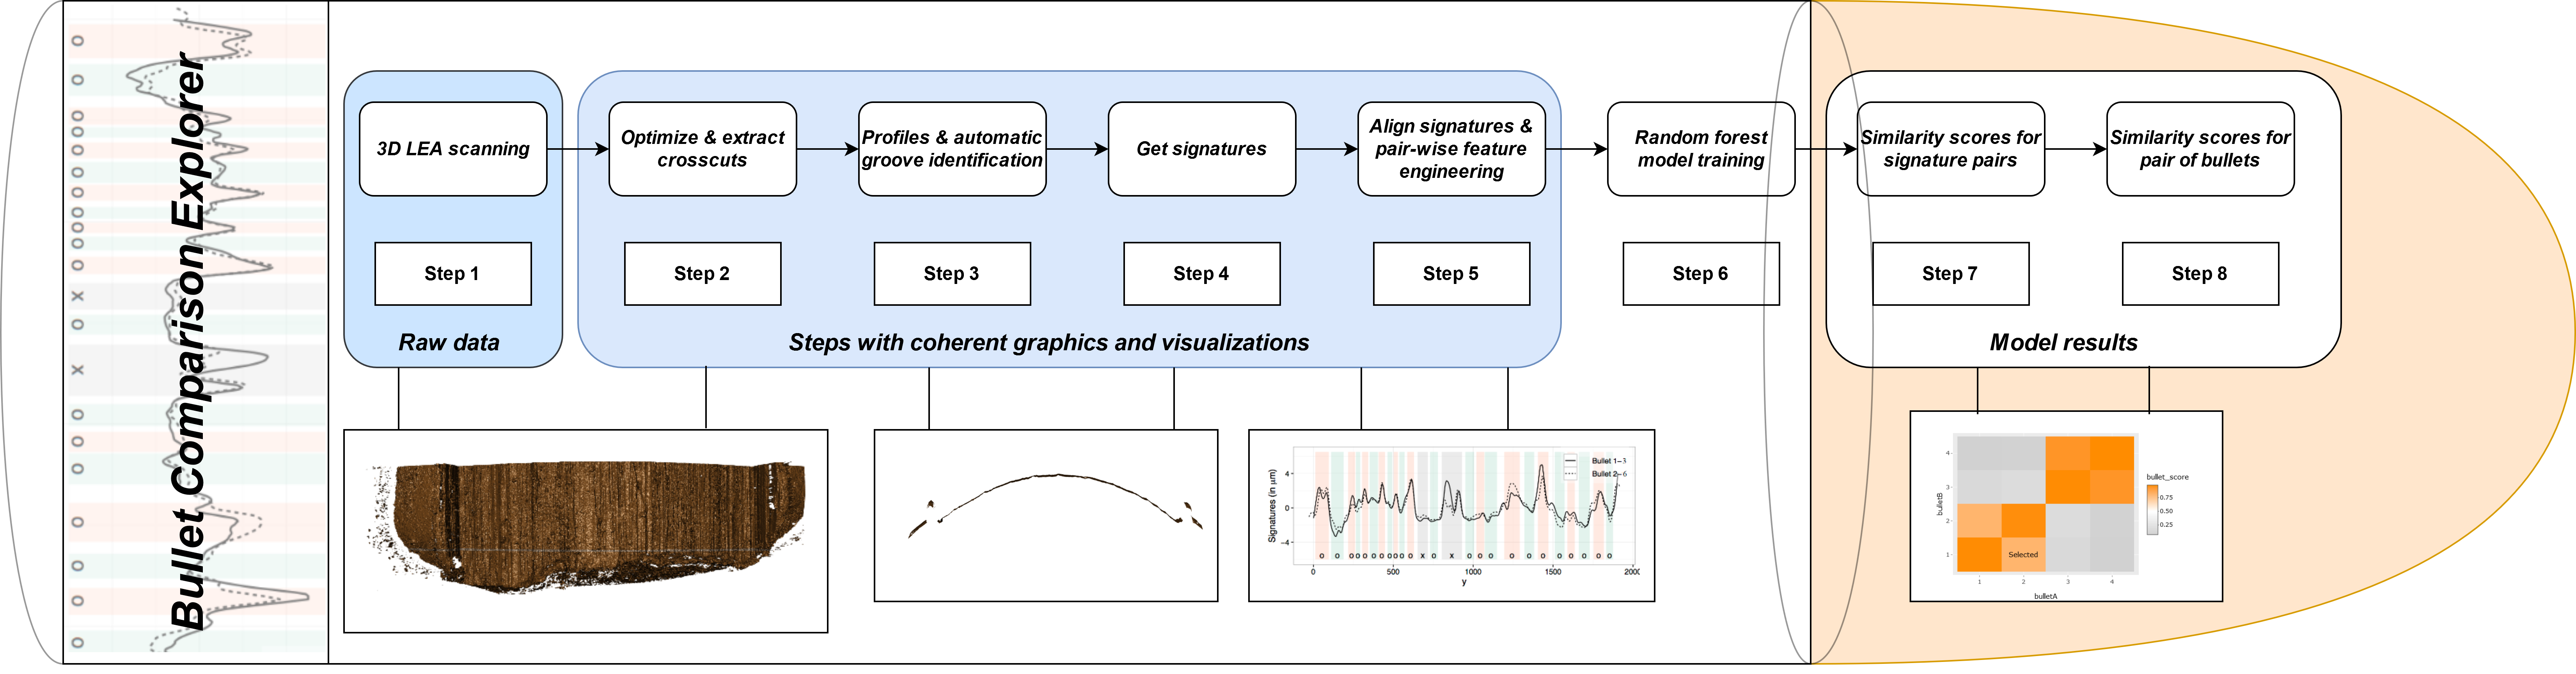 Bullet Comparison Explorer
O
O
O
O
O
O
O
O
O
O
O
X
O
X
O
O
O
O
O
O
O
3D LEA scanning
Optimize & extract
crosscuts
Profiles & automatic
groove identification
Get signatures
Align signatures &
pair-wise feature
engineering
Random forest
model training
Similarity scores for
signature pairs
Similarity scores for
pair of bullets
Step 1
Step 2
Step 3
Step 4
Step 5
Step 6
Step 7
Step 8
Raw data
Steps with coherent graphics and visualizations
Model results
Signatures (in μm)
4
0
−4
Bullet 1−3
Bullet 2−6
O O O O O O O O O O O X O X O O O O O O O O O O O
0 500 1000 1500 2000
y
bulletB
4
3
2
1
Selected
1 2 3 4
bulletA
bullet_score
0.75
0.50
0.25